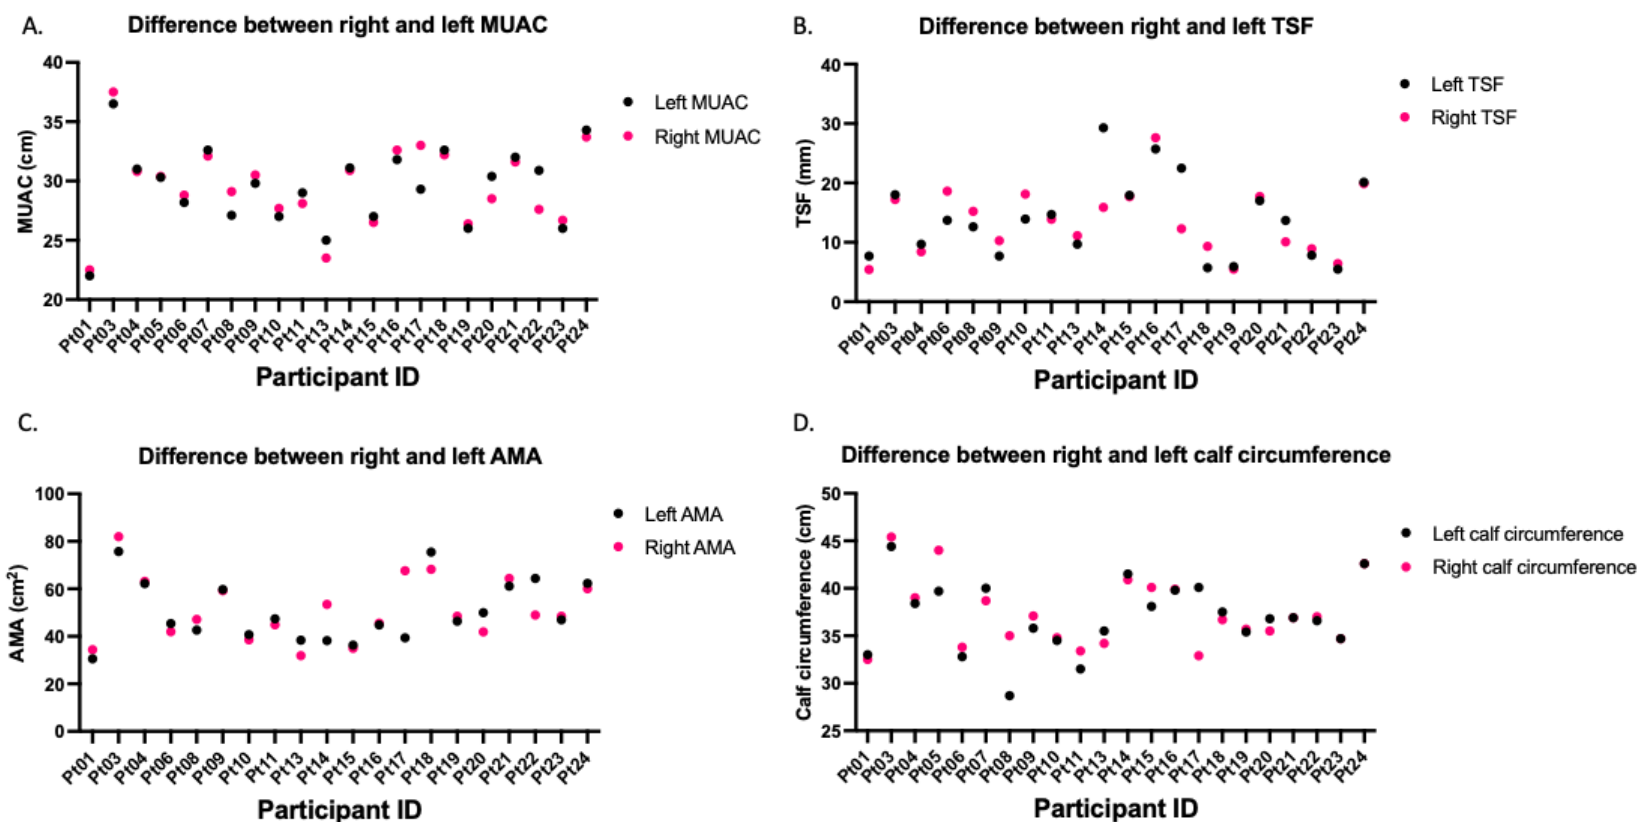 A.
Difference between right and left MUAC
40
35
30
25
20
MUAC (cm)
Left MUAC
Right MUAC
Pt01 Pt03 Pt04 Pt05 Pt06 Pt07 Pt08 Pt09 Pt10 Pt11 Pt13 Pt14 Pt15 Pt16 Pt17 Pt18 Pt19 Pt20 Pt21 Pt22 Pt23 Pt24
Participant ID
B.
Difference between right and left TSF
40
30
20
10
0
TSF (mm)
Left TSF
Right TSF
Pt01 Pt03 Pt04 Pt06 Pt08 Pt09 Pt10 Pt11 Pt13 Pt14 Pt15 Pt16 Pt17 Pt18 Pt19 Pt20 Pt21 Pt22 Pt23 Pt24
Participant ID
C.
Difference between right and left AMA
100
80
60
40
20
0
AMA (cm²)
Left AMA
Right AMA
Pt01 Pt03 Pt04 Pt06 Pt08 Pt09 Pt10 Pt11 Pt13 Pt14 Pt15 Pt16 Pt17 Pt18 Pt19 Pt20 Pt21 Pt22 Pt23 Pt24
Participant ID
D.
Difference between right and left calf circumference
50
45
40
35
30
25
Calf circumference (cm)
Left calf circumference
Right calf circumference
Pt01 Pt03 Pt04 Pt05 Pt06 Pt07 Pt08 Pt09 Pt10 Pt11 Pt13 Pt14 Pt15 Pt16 Pt17 Pt18 Pt19 Pt20 Pt21 Pt22 Pt23 Pt24
Participant ID